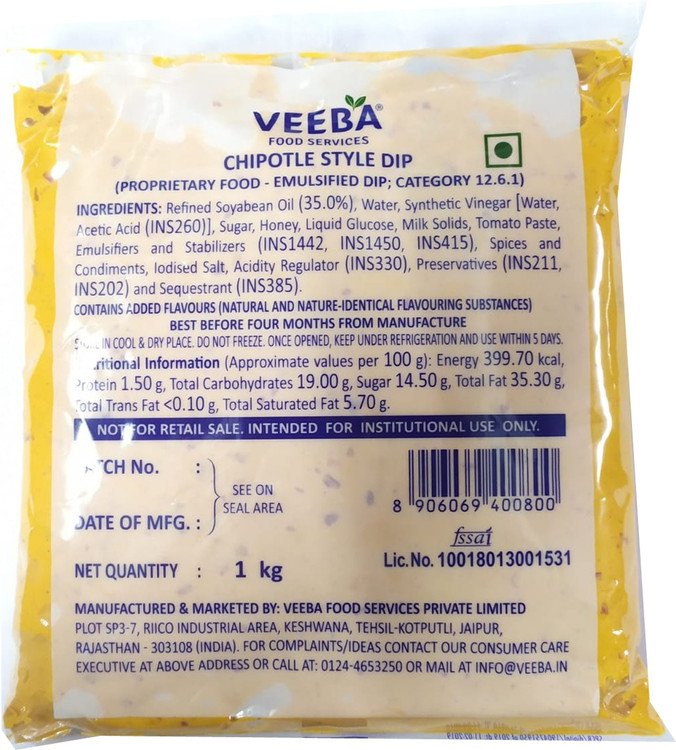 VEEBA®
FOOD SERVICES
CHIPOTLE STYLE DIP
(PROPRIETARY FOOD - EMULSIFIED DIP; CATEGORY 12.6.1)
INGREDIENTS: Refined Soyabean Oil (35.0%), Water, Synthetic Vinegar [Water,
Acetic Acid (INS260)], Sugar, Honey, Liquid Glucose, Milk Solids, Tomato Paste,
Emulsifiers and Stabilizers (INS1442, INS1450, INS415), Spices and
Condiments, Iodised Salt, Acidity Regulator (INS330), Preservatives (INS211,
INS202) and Sequestrant (INS385).
CONTAINS ADDED FLAVOURS (NATURAL AND NATURE-IDENTICAL FLAVOURING SUBSTANCES)
BEST BEFORE FOUR MONTHS FROM MANUFACTURE
STORE IN COOL & DRY PLACE. DO NOT FREEZE. ONCE OPENED, KEEP UNDER REFRIGERATION AND USE WITHIN 5 DAYS.
Nutritional Information (Approximate values per 100 g): Energy 399.70 kcal,
Protein 1.50 g, Total Carbohydrates 19.00 g, Sugar 14.50 g, Total Fat 35.30 g,
Total Trans Fat <0.10 g, Total Saturated Fat 5.70 g.
NOT FOR RETAIL SALE. INTENDED FOR INSTITUTIONAL USE ONLY.
BATCH No. :
SEE ON
SEAL AREA
DATE OF MFG. :
8 906069 400800
fssai
Lic. No. 10018013001531
NET QUANTITY : 1 kg
MANUFACTURED & MARKETED BY: VEEBA FOOD SERVICES PRIVATE LIMITED
PLOT SP3-7, RIICO INDUSTRIAL AREA, KESHWANA, TEHSIL-KOTPUTLI, JAIPUR,
RAJASTHAN - 303108 (INDIA). FOR COMPLAINTS/IDEAS CONTACT OUR CONSUMER CARE
EXECUTIVE AT ABOVE ADDRESS OR CALL AT: 0124-4653250 OR MAIL AT INFO@VEEBA.IN